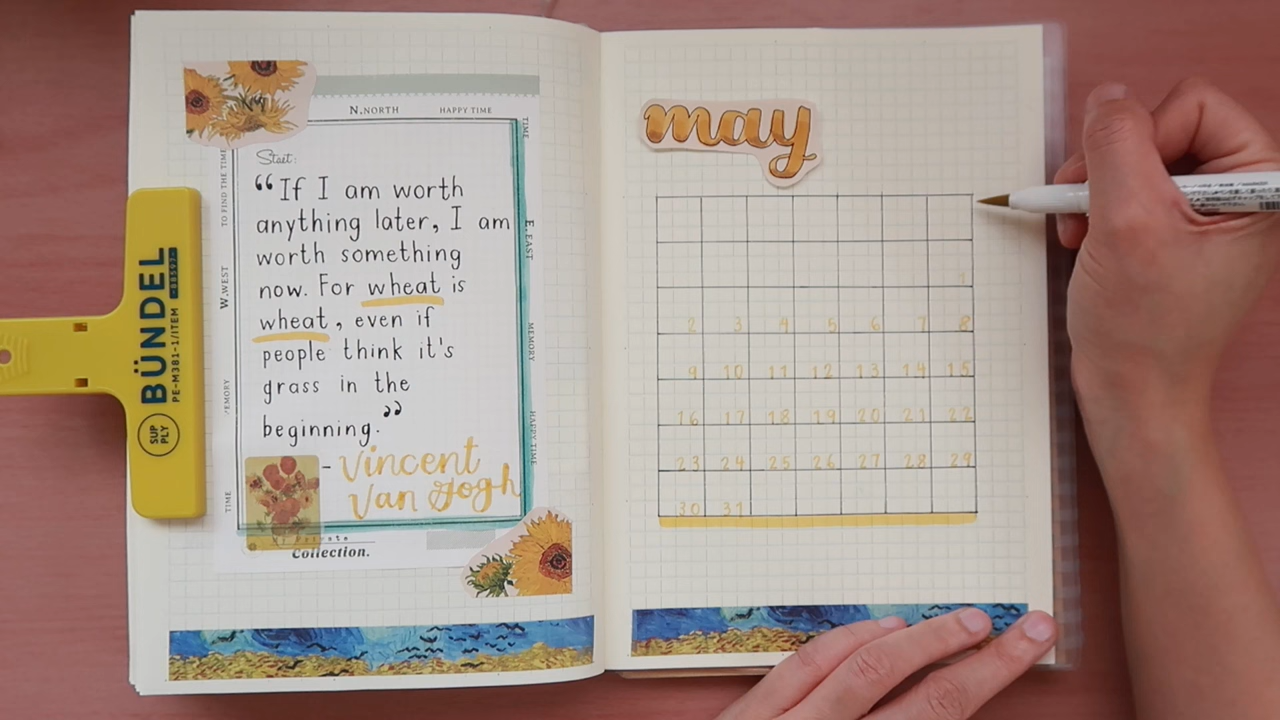 N.NORTH HAPPY TIME
TIME
TO FIND THE TIME
Start:
“If I am worth
anything later, I am
worth something
now. For wheat is
wheat, even if
people think it's
grass in the
beginning.”
- Vincent
Van Gogh
W.WEST
E.EAST
MEMORY
HAPPY TIME
TIME
Private
Collection.
BÜNDEL
PE-M381-1/ITEM
SUP
PLY
may
1
2 3 4 5 6 7 8
9 10 11 12 13 14 15
16 17 18 19 20 21 22
23 24 25 26 27 28 29
30 31